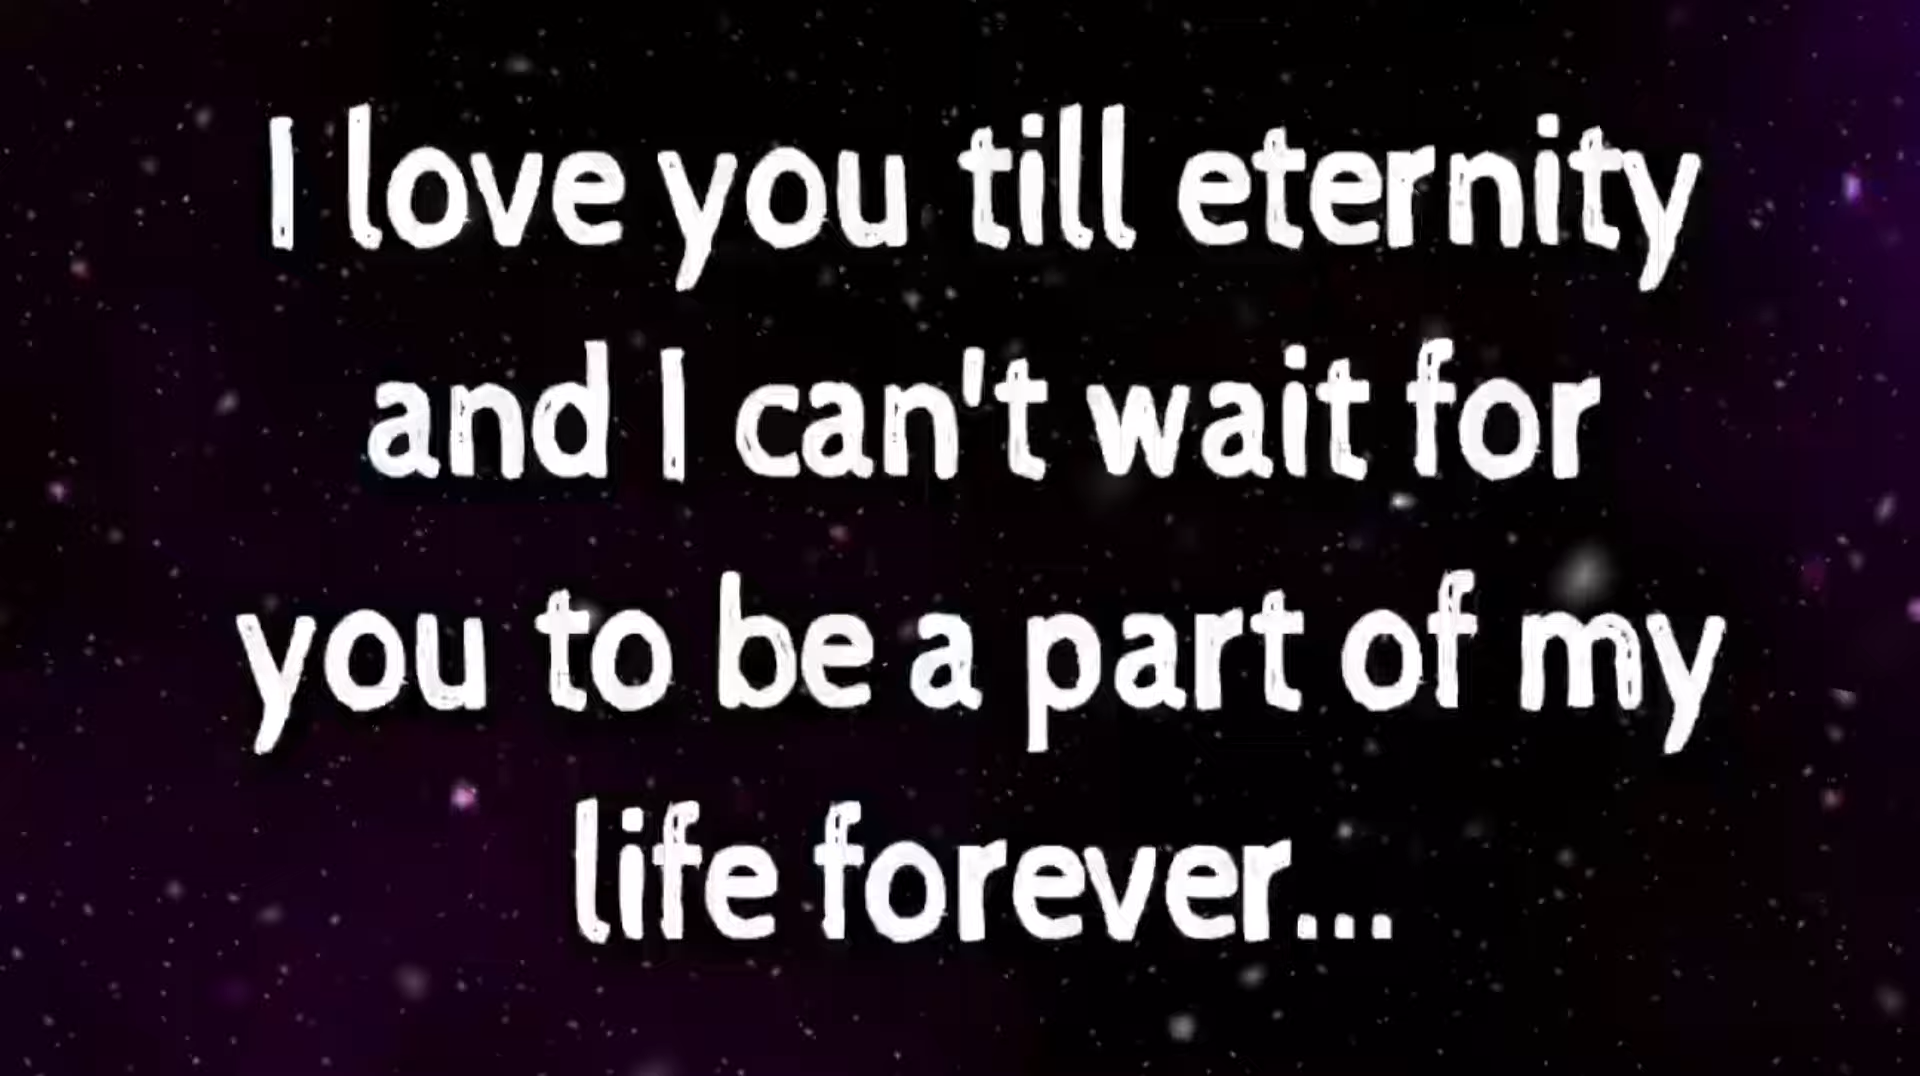 I love you till eternity
and I can't wait for
you to be a part of my
life forever...